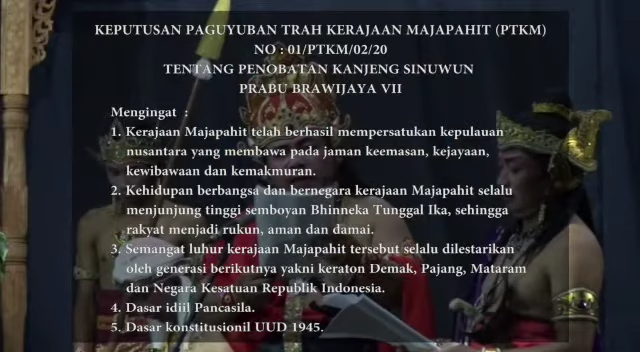 KEPUTUSAN PAGUYUBAN TRAH KERAJAAN MAJAPAHIT (PTKM)
NO : 01/PTKM/02/20
TENTANG PENOBATAN KANJENG SINUWUN
PRABU BRAWIJAYA VII
Mengingat :
1. Kerajaan Majapahit telah berhasil mempersatukan kepulauan
nusantara yang membawa pada jaman keemasan, kejayaan,
kewibawaan dan kemakmuran.
2. Kehidupan berbangsa dan bernegara kerajaan Majapahit selalu
menjunjung tinggi semboyan Bhinneka Tunggal Ika, sehingga
rakyat menjadi rukun, aman dan damai.
3. Semangat luhur kerajaan Majapahit tersebut selalu dilestarikan
oleh generasi berikutnya yakni keraton Demak, Pajang, Mataram
dan Negara Kesatuan Republik Indonesia.
4. Dasar idiil Pancasila.
5. Dasar konstitusionil UUD 1945.